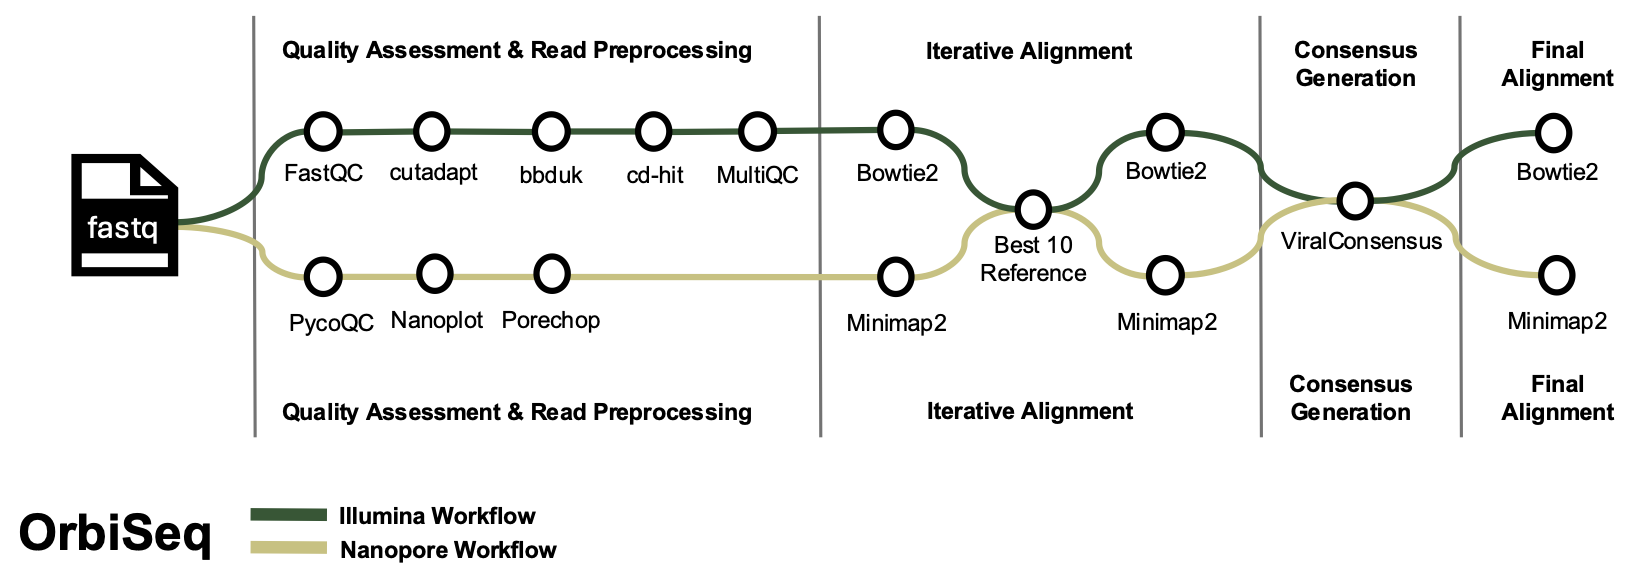 Quality Assessment & Read Preprocessing
Iterative Alignment
Consensus
Generation
Final
Alignment
fastq
FastQC
cutadapt
bbduk
cd-hit
MultiQC
Bowtie2
Bowtie2
Bowtie2
Best 10
Reference
ViralConsensus
PycoQC
Nanoplot
Porechop
Minimap2
Minimap2
Minimap2
Quality Assessment & Read Preprocessing
Iterative Alignment
Consensus
Generation
Final
Alignment
OrbiSeq
Illumina Workflow
Nanopore Workflow